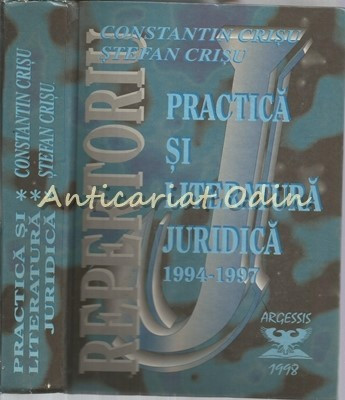 CONSTANTIN CRIȘU
ȘTEFAN CRIȘU
REPERTORIU
PRACTICĂ
ȘI
LITERATURĂ
JURIDICĂ
1994-1997
J
ARGESSIS
1998
Anticariat Odin
PRACTICĂ ȘI * CONSTANTIN CRIȘU
LITERATURĂ ** ȘTEFAN CRIȘU
JURIDICĂ